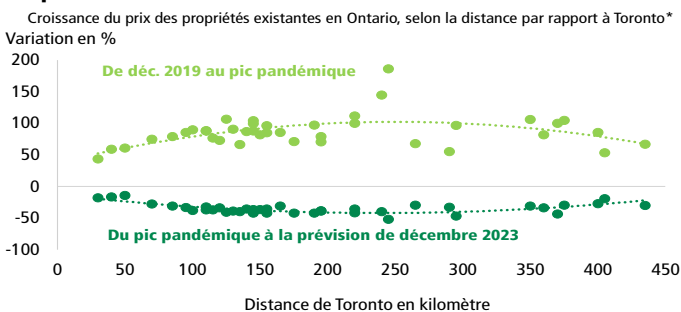 Croissance du prix des propriétés existantes en Ontario, selon la distance par rapport à Toronto*
Variation en %
200
De déc. 2019 au pic pandémique
150
100
50
0
-50
Du pic pandémique à la prévision de décembre 2023
-100
0 50 100 150 200 250 300 350 400 450
Distance de Toronto en kilomètre